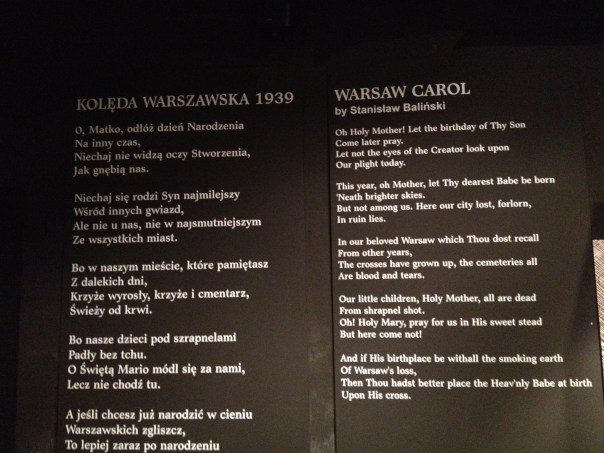 KOLĘDA WARSZAWSKA 1939
O, Matko, odłóż dzień Narodzenia
Na inny czas,
Niechaj nie widzą oczy Stworzenia,
Jak gnębią nas.
Niechaj się rodzi Syn najmilejszy
Wśród innych gwiazd,
Ale nie u nas, nie w najsmutniejszym
Ze wszystkich miast.
Bo w naszym mieście, które pamiętasz
Z dalekich dni,
Krzyże wyrosły, krzyże i cmentarz,
Świeży od krwi.
Bo nasze dzieci pod szrapnelami
Padły bez tchu.
O Świętą Mario módl się za nami,
Lecz nie chodź tu.
A jeśli chcesz już narodzić w cieniu
Warszawskich zgliszcz,
To lepiej zaraz po narodzeniu
WARSAW CAROL
by Stanisław Baliński
Oh Holy Mother! Let the birthday of Thy Son
Come later pray.
Let not the eyes of the Creator look upon
Our plight today.
This year, oh Mother, let Thy dearest Babe be born
'Neath brighter skies.
But not among us. Here our city lost, forlorn,
In ruin lies.
In our beloved Warsaw which Thou dost recall
From other years,
The crosses have grown up, the cemeteries all
Are blood and tears.
Our little children, Holy Mother, all are dead
From shrapnel shot.
Oh! Holy Mary, pray for us in His sweet stead
But here come not!
And if His birthplace be withall the smoking earth
Of Warsaw's loss,
Then Thou hadst better place the Heav'nly Babe at birth
Upon His cross.